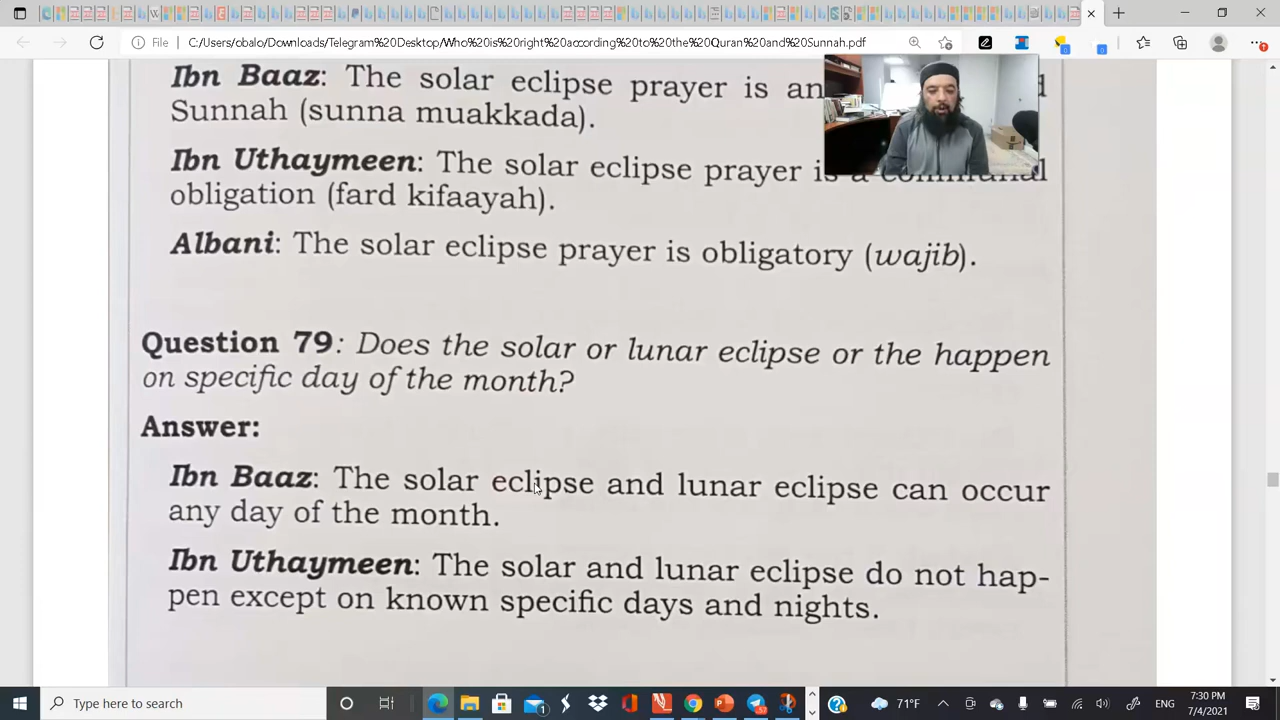 File
C:/Users/obalo/Downloads/Telegram%20Desktop/Who%20is%20right%20according%20to%20the%20Quran%20and%20Sunnah.pdf
Ibn Baaz: The solar eclipse prayer is an
Sunnah (sunna muakkada).
Ibn Uthaymeen: The solar eclipse prayer is a communal
obligation (fard kifaayah).
Albani: The solar eclipse prayer is obligatory (wajib).
Question 79: Does the solar or lunar eclipse or the happen
on specific day of the month?
Answer:
Ibn Baaz: The solar eclipse and lunar eclipse can occur
any day of the month.
Ibn Uthaymeen: The solar and lunar eclipse do not hap-
pen except on known specific days and nights.
Type here to search
71°F
ENG
7:30 PM
7/4/2021